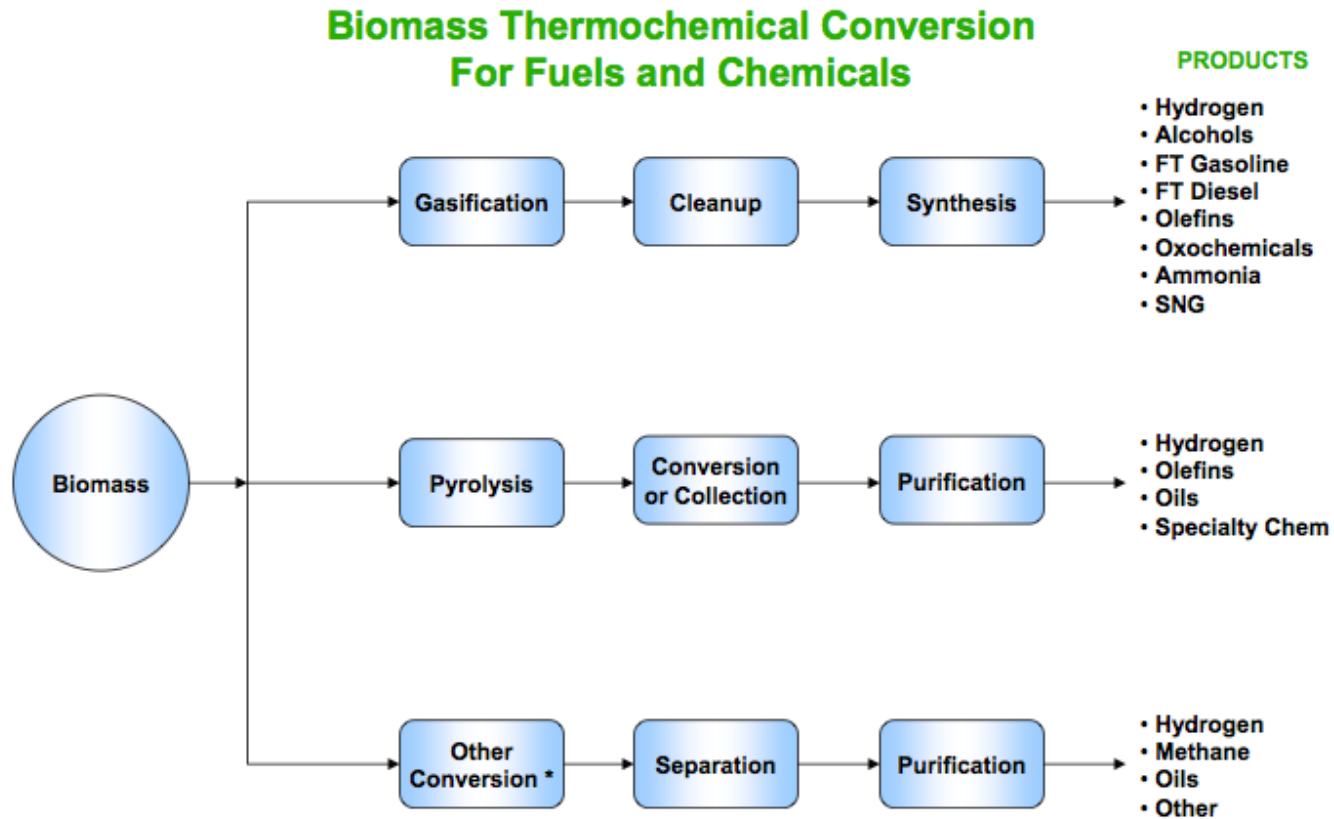 Biomass Thermochemical Conversion
For Fuels and Chemicals
PRODUCTS
• Hydrogen
• Alcohols
• FT Gasoline
• FT Diesel
• Olefins
• Oxochemicals
• Ammonia
• SNG
Gasification
Cleanup
Synthesis
Biomass
Pyrolysis
Conversion
or Collection
Purification
• Hydrogen
• Olefins
• Oils
• Specialty Chem
Other
Conversion *
Separation
Purification
• Hydrogen
• Methane
• Oils
• Other